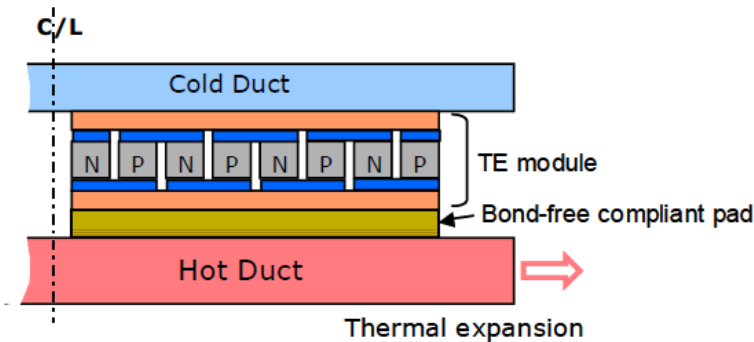 C/L
Cold Duct
N P N P N P N P
TE module
Bond-free compliant pad
Hot Duct
Thermal expansion